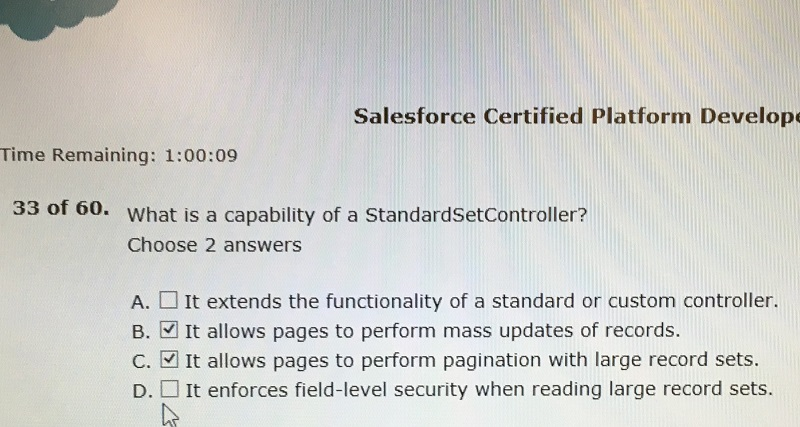 Salesforce Certified Platform
Time Remaining: 1:00:09
33 of 60. What is a capability of a StandardSetController?
Choose 2 answers
A. It extends the functionality of a standard or custom controller.
B. It allows pages to perform mass updates of records.
C. It allows pages to perform pagination with large record sets.
D. It enforces field-level security when reading large record sets.